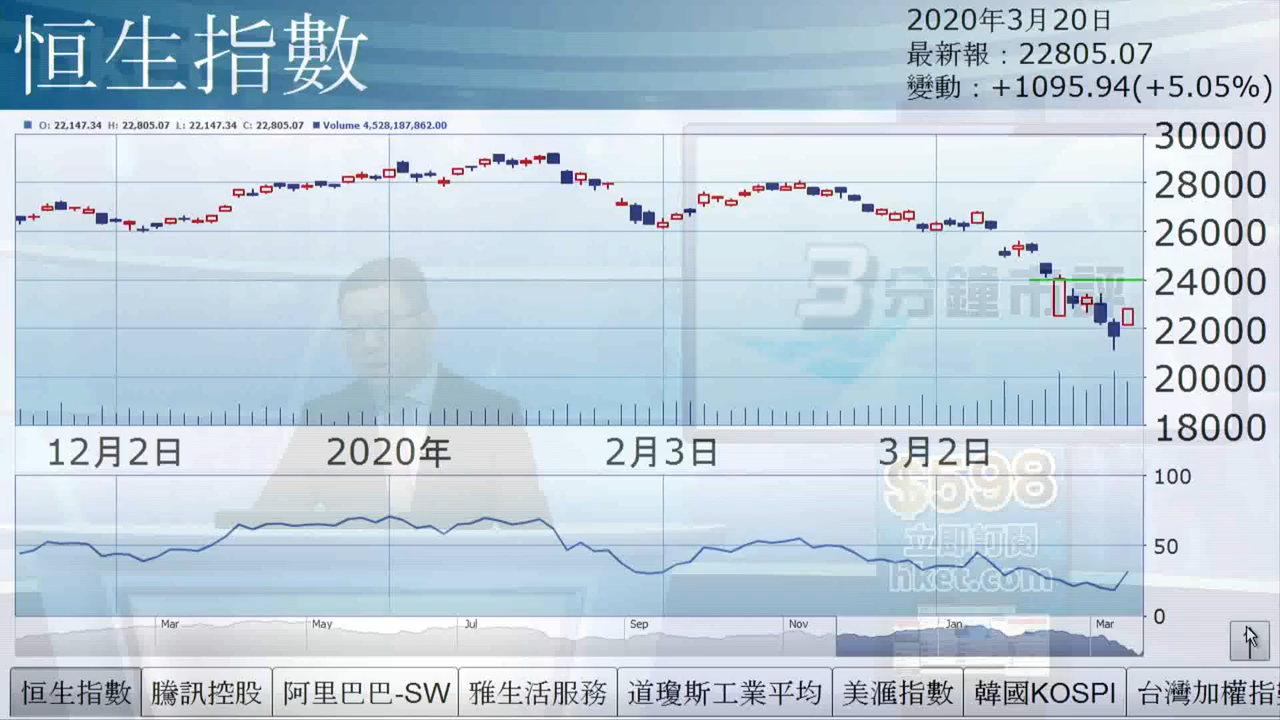 恒生指數
2020年3月20日
最新報：22805.07
變動：+1095.94(+5.05%)
O: 22,147.34 H: 22,805.07 L: 22,147.34 C: 22,805.07 Volume 4,528,187,862.00
30000
28000
26000
24000
22000
20000
18000
3分鐘市評
12月2日 2020年 2月3日 3月2日
$598
立即訂閱
hket.com
100
50
0
Mar May Jul Sep Nov Jan Mar
恒生指數 騰訊控股 阿里巴巴-SW 雅生活服務 道瓊斯工業平均 美滙指數 韓國KOSPI 台灣加權指